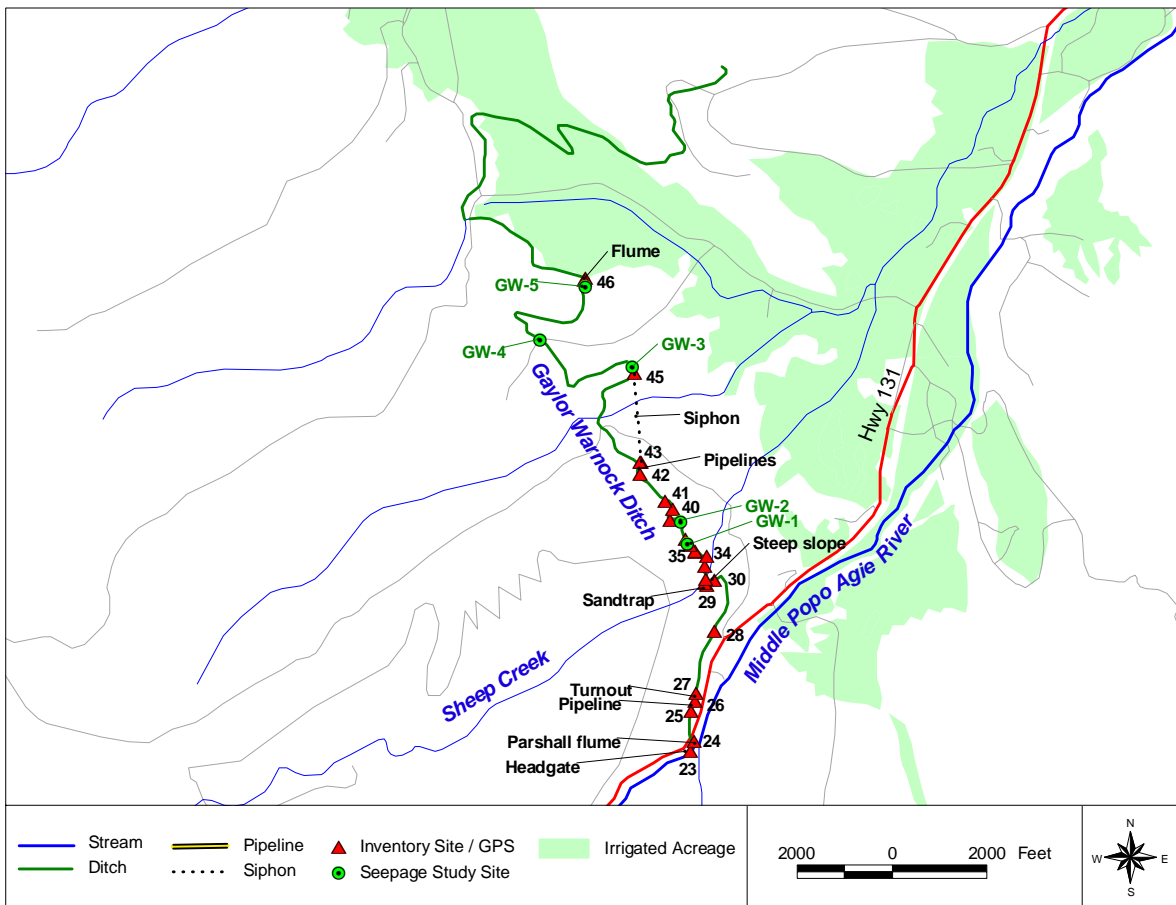 Flume
46
GW-5
GW-4
GW-3
45
Siphon
Gaylor Warnock Ditch
Hwy 131
43
Pipelines
42
41
40
GW-2
GW-1
Steep slope
35
34
30
Sandtrap
29
28
Middle Popo Agie River
Sheep Creek
27
Turnout
26
Pipeline
25
Parshall flume
24
Headgate
23
Stream
Ditch
Pipeline
Siphon
Inventory Site / GPS
Seepage Study Site
Irrigated Acreage
2000 0 2000 Feet
N
W E
S